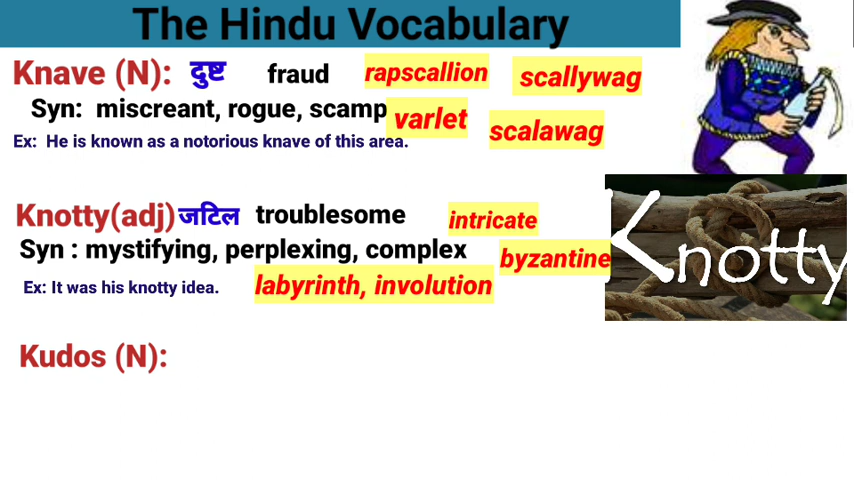 The Hindu Vocabulary
Knave (N): दुष्ट fraud rapscallion scallywag
Syn: miscreant, rogue, scamp varlet scalawag
Ex: He is known as a notorious knave of this area.
Knotty(adj) जटिल troublesome intricate
Syn : mystifying, perplexing, complex byzantine
Ex: It was his knotty idea. labyrinth, involution
Knotty
Kudos (N):